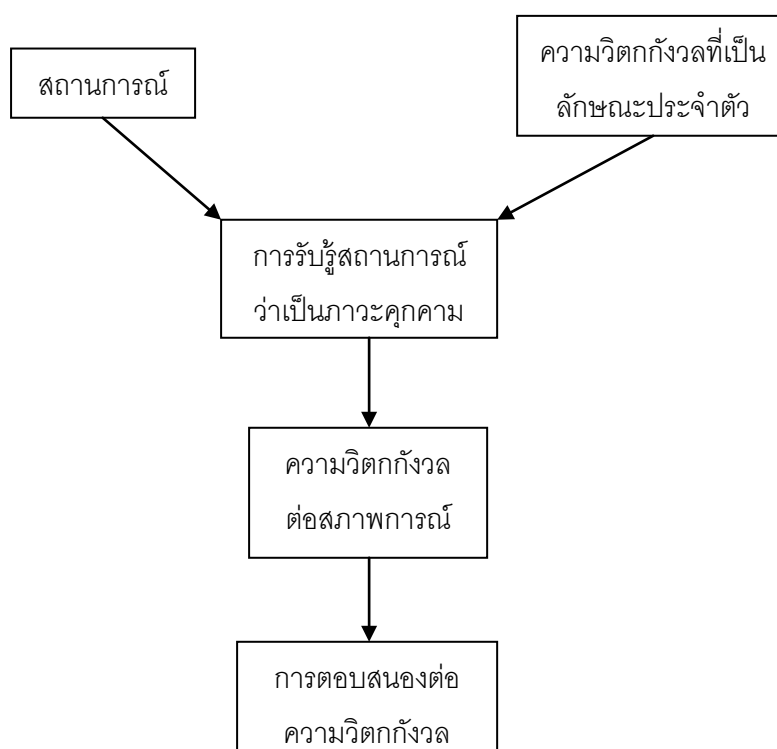 สถานการณ์
ความวิตกกังวลที่เป็น
ลักษณะประจำตัว
การรับรู้สถานการณ์
ว่าเป็นภาวะคุกคาม
ความวิตกกังวล
ต่อสภาพการณ์
การตอบสนองต่อ
ความวิตกกังวล